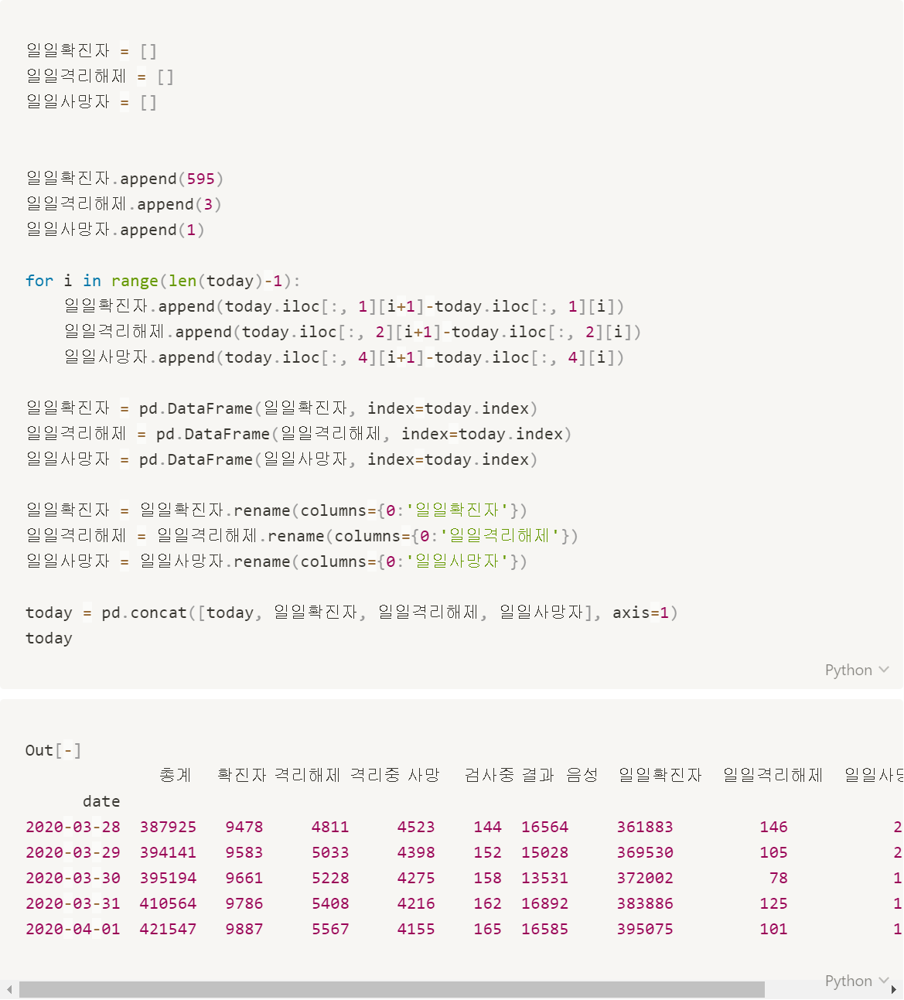 일일확진자 = []
일일격리해제 = []
일일사망자 = []
일일확진자.append(595)
일일격리해제.append(3)
일일사망자.append(1)
for i in range(len(today)-1):
일일확진자.append(today.iloc[:, 1][i+1]-today.iloc[:, 1][i])
일일격리해제.append(today.iloc[:, 2][i+1]-today.iloc[:, 2][i])
일일사망자.append(today.iloc[:, 4][i+1]-today.iloc[:, 4][i])
일일확진자 = pd.DataFrame(일일확진자, index=today.index)
일일격리해제 = pd.DataFrame(일일격리해제, index=today.index)
일일사망자 = pd.DataFrame(일일사망자, index=today.index)
일일확진자 = 일일확진자.rename(columns={0:'일일확진자'})
일일격리해제 = 일일격리해제.rename(columns={0:'일일격리해제'})
일일사망자 = 일일사망자.rename(columns={0:'일일사망자'})
today = pd.concat([today, 일일확진자, 일일격리해제, 일일사망자], axis=1)
today
Python
Out[-]
총계 확진자 격리해제 격리중 사망 검사중 결과 음성 일일확진자 일일격리해제 일일사망
date
2020-03-28 387925 9478 4811 4523 144 16564 361883 146 2
2020-03-29 394141 9583 5033 4398 152 15028 369530 105 2
2020-03-30 395194 9661 5228 4275 158 13531 372002 78 1
2020-03-31 410564 9786 5408 4216 162 16892 383886 125 1
2020-04-01 421547 9887 5567 4155 165 16585 395075 101 1
Python